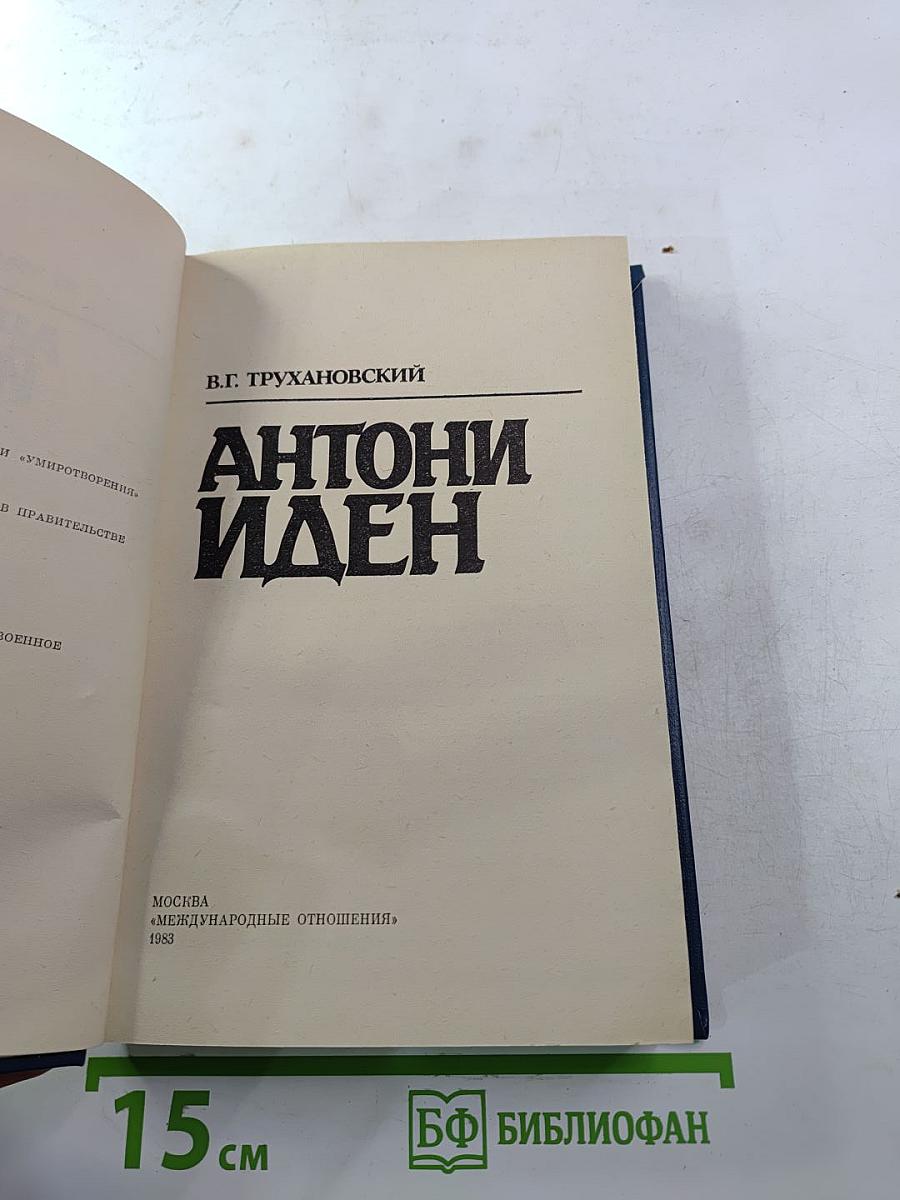 И «УМИРОТВОРЕНИЯ»
В ПРАВИТЕЛЬСТВЕ
ВОЕННОЕ
В.Г. ТРУХАНОВСКИЙ
АНТОНИ
ИДЕН
МОСКВА
«МЕЖДУНАРОДНЫЕ ОТНОШЕНИЯ»
1983
15 см
БФ БИБЛИОФАН